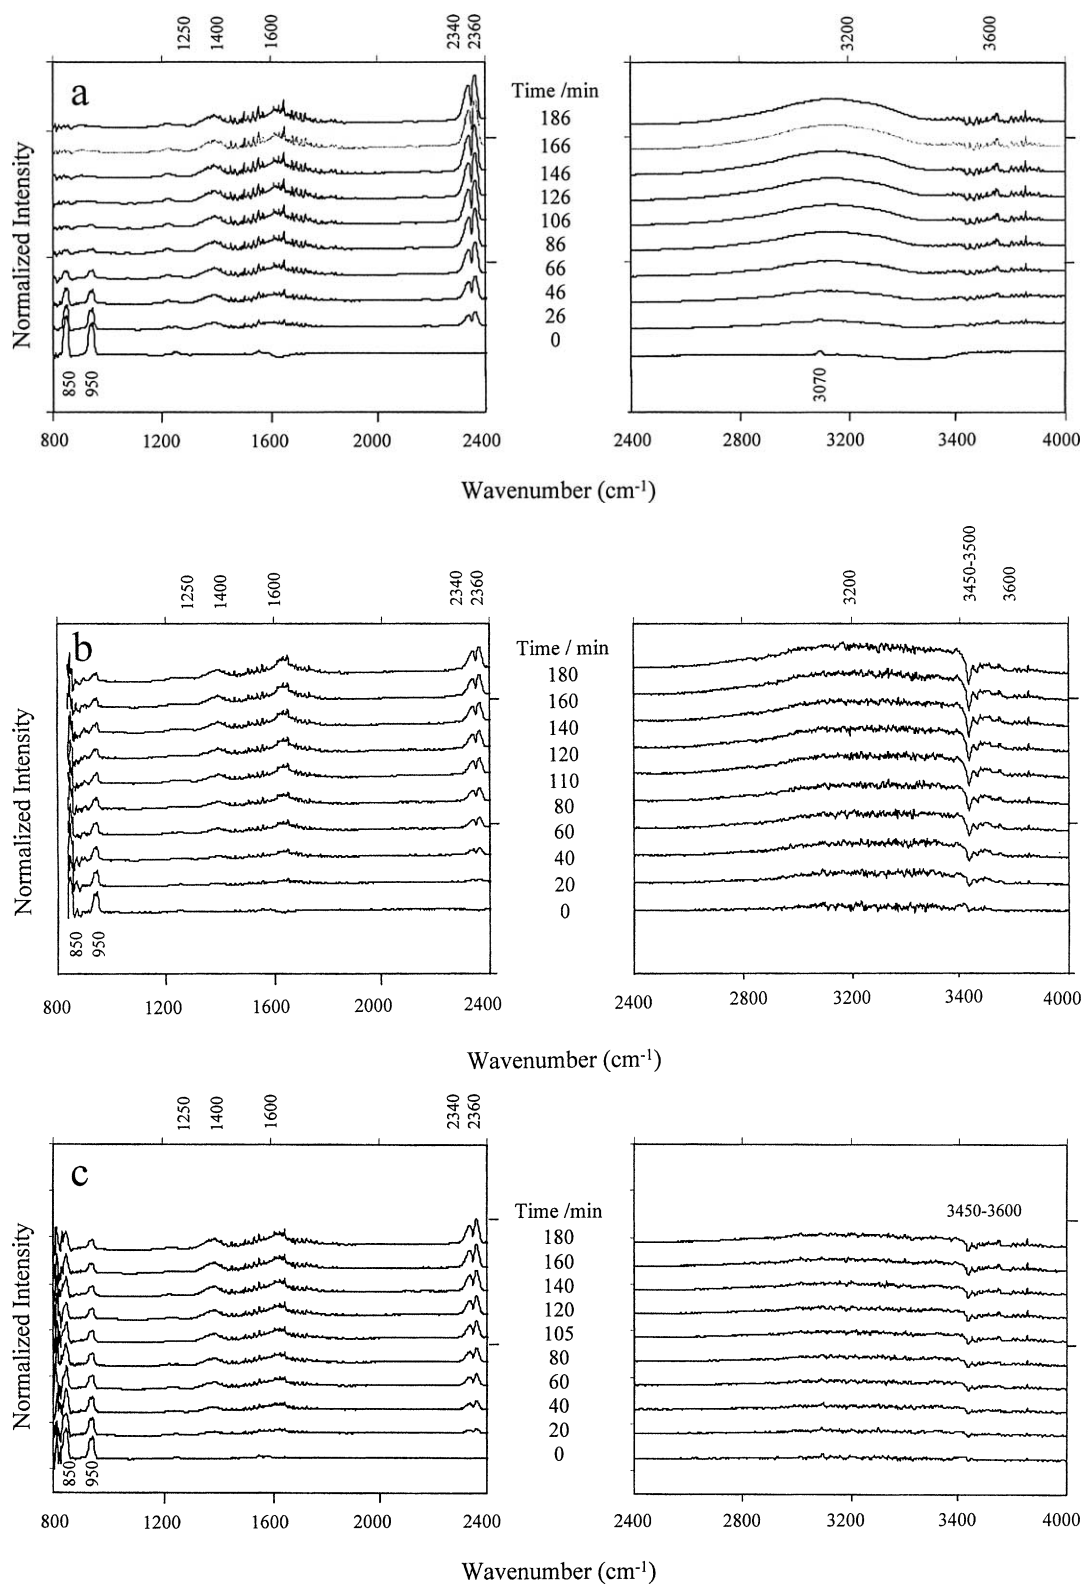 1250 1400 1600 2340 2360 3200 3600
a
Time /min
186
166
146
126
106
86
66
46
26
0
Normalized Intensity
850 950 3070
800 1200 1600 2000 2400 2400 2800 3200 3400 4000
Wavenumber (cm-1)
1250 1400 1600 2340 2360 3200 3450-3500 3600
b
Time / min
180
160
140
120
110
80
60
40
20
0
Normalized Intensity
850 950
800 1200 1600 2000 2400 2400 2800 3200 3400 4000
Wavenumber (cm-1)
1250 1400 1600 2340 2360
c
Time /min
3450-3600
180
160
140
120
105
80
60
40
20
0
Normalized Intensity
850 950
800 1200 1600 2000 2400 2400 2800 3200 3400 4000
Wavenumber (cm-1)